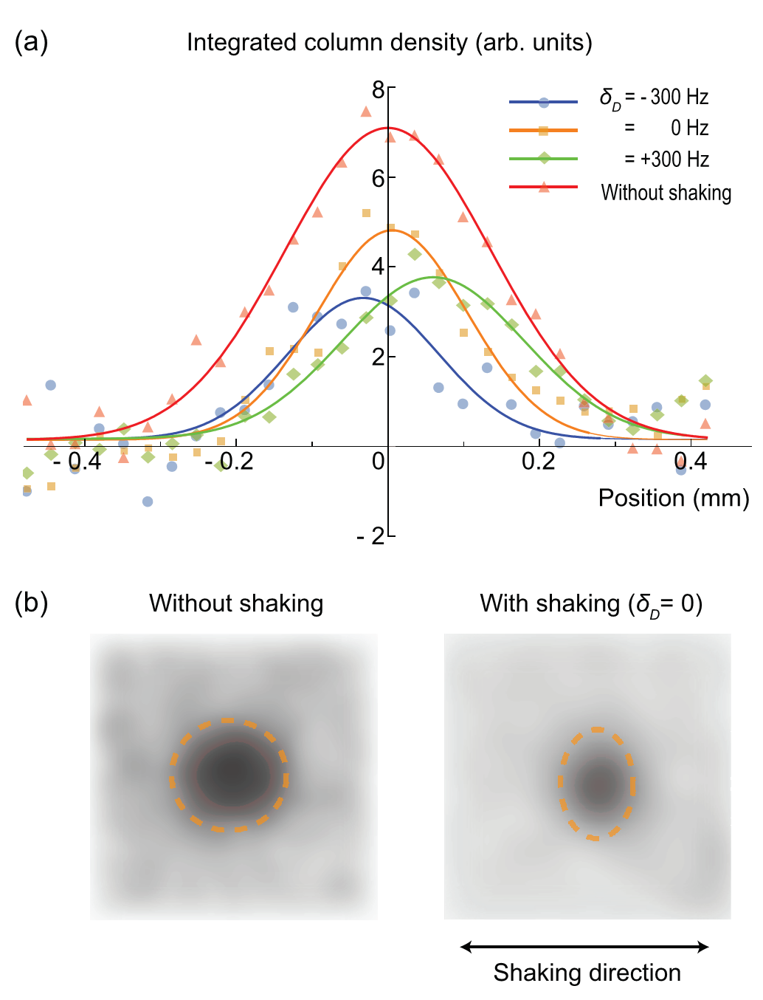 (a)
Integrated column density (arb. units)
8
δD = - 300 Hz
= 0 Hz
= +300 Hz
Without shaking
6
4
2
- 0.4 - 0.2 0 0.2 0.4
Position (mm)
- 2
(b)
Without shaking
With shaking (δD= 0)
Shaking direction